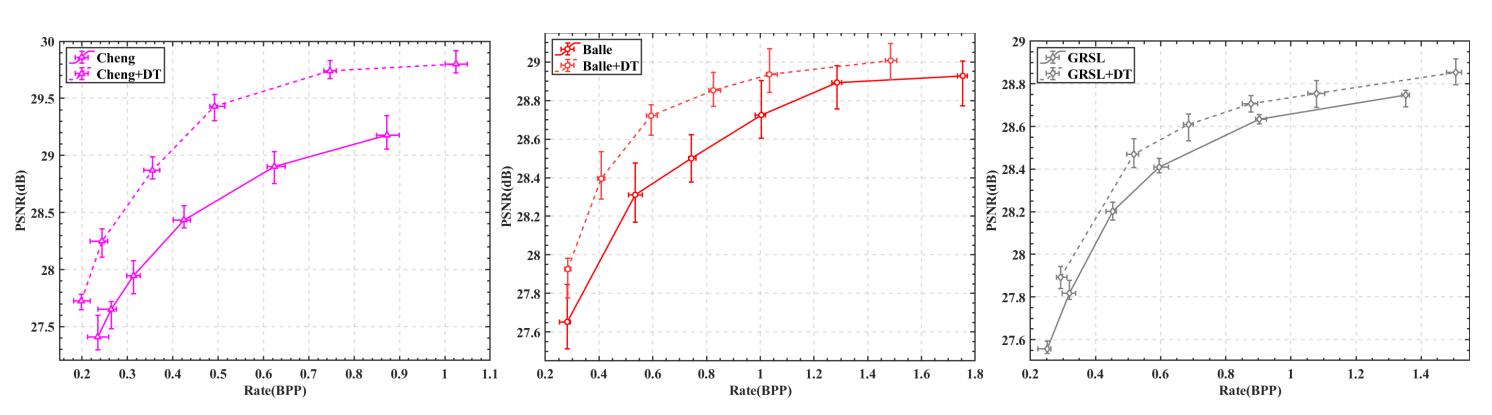 30
29.5
29
28.5
28
27.5
PSNR(dB)
Cheng
Cheng+DT
0.2 0.3 0.4 0.5 0.6 0.7 0.8 0.9 1 1.1
Rate(BPP)
29
28.8
28.6
28.4
28.2
28
27.8
27.6
PSNR(dB)
Balle
Balle+DT
0.2 0.4 0.6 0.8 1 1.2 1.4 1.6 1.8
Rate(BPP)
29
28.8
28.6
28.4
28.2
28
27.8
27.6
PSNR(dB)
GRSL
GRSL+DT
0.2 0.4 0.6 0.8 1 1.2 1.4
Rate(BPP)